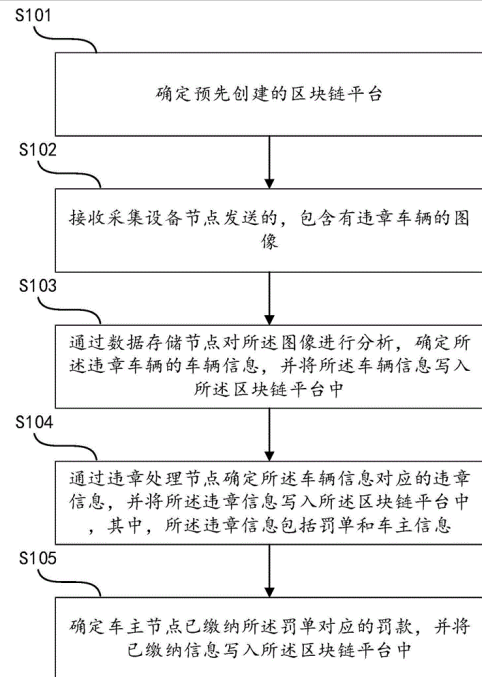 S101
确定预先创建的区块链平台
S102
接收采集设备节点发送的，包含有违章车辆的图
像
S103
通过数据存储节点对所述图像进行分析，确定所
述违章车辆的车辆信息，并将所述车辆信息写入
所述区块链平台中
S104
通过违章处理节点确定所述车辆信息对应的违章
信息，并将所述违章信息写入所述区块链平台中
，其中，所述违章信息包括罚单和车主信息
S105
确定车主节点已缴纳所述罚单对应的罚款，并将
已缴纳信息写入所述区块链平台中